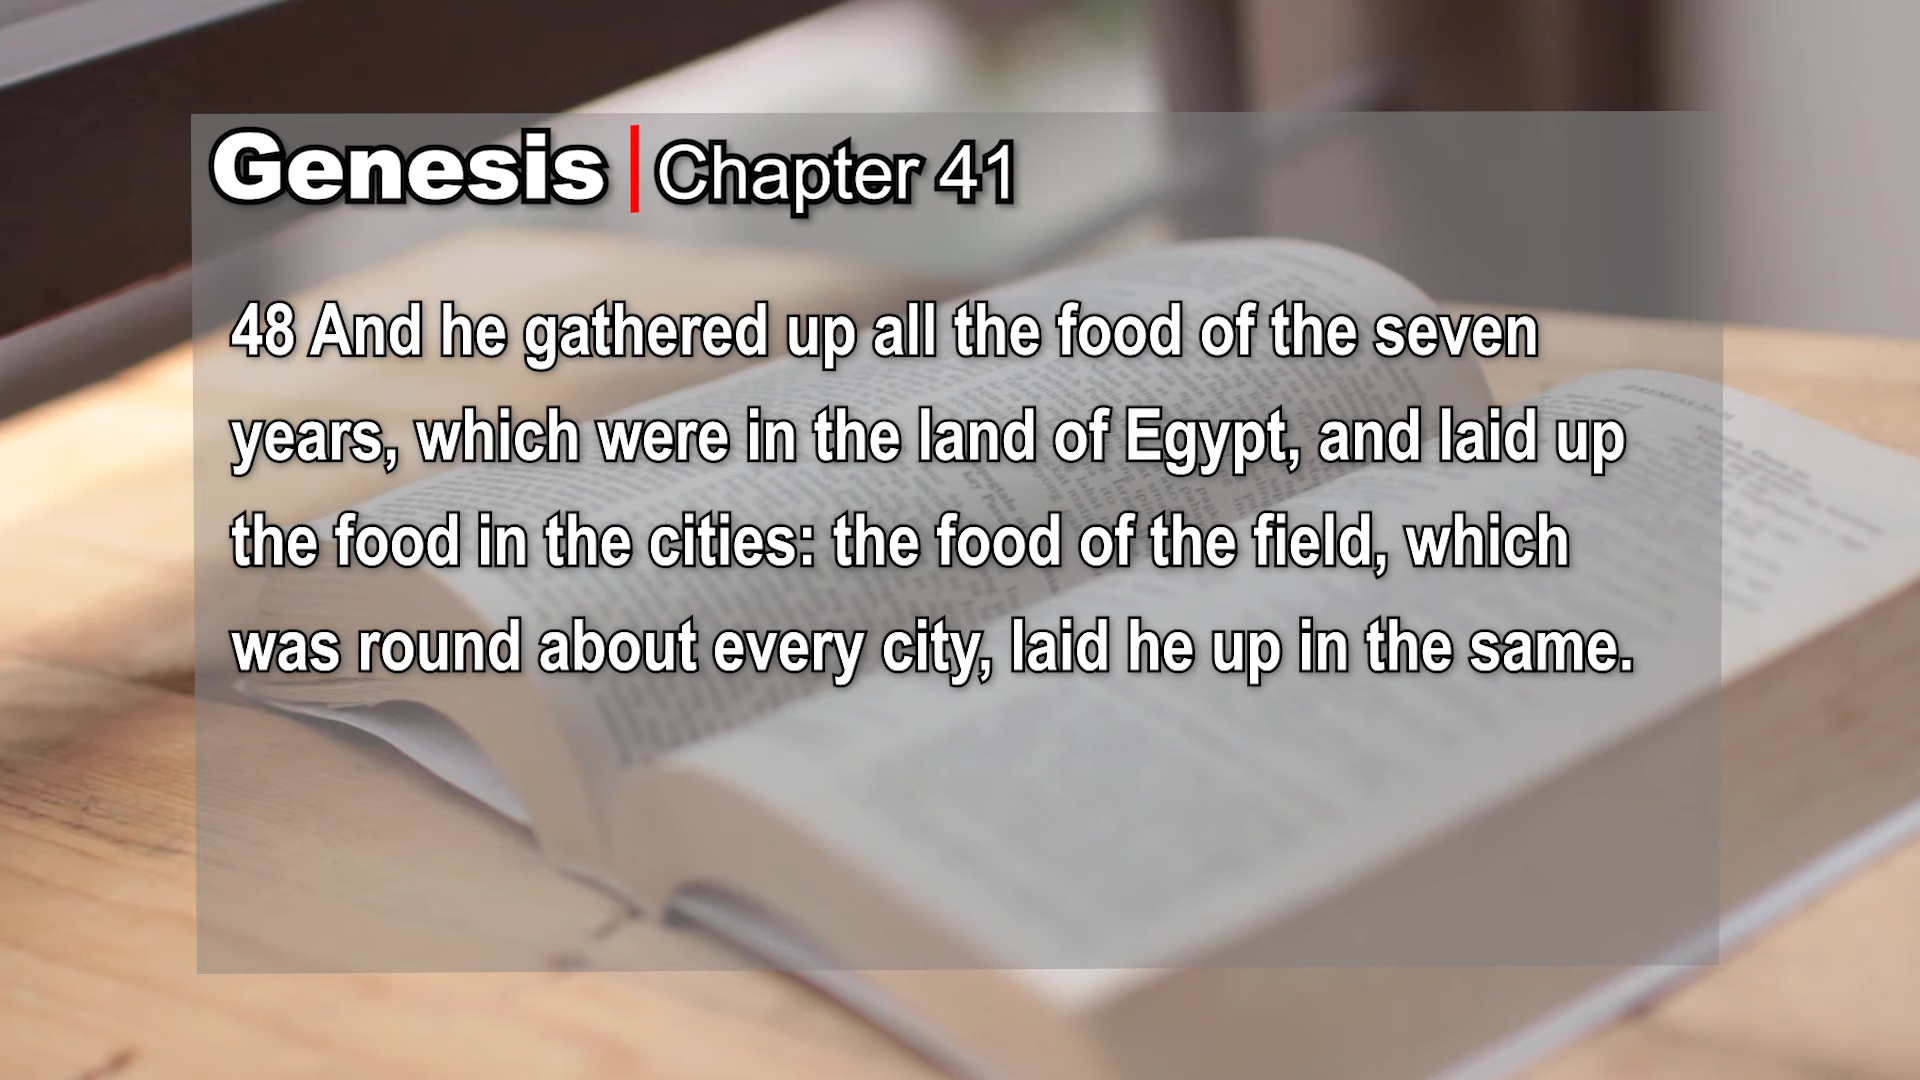 Genesis | Chapter 41
48 And he gathered up all the food of the seven
years, which were in the land of Egypt, and laid up
the food in the cities: the food of the field, which
was round about every city, laid he up in the same.